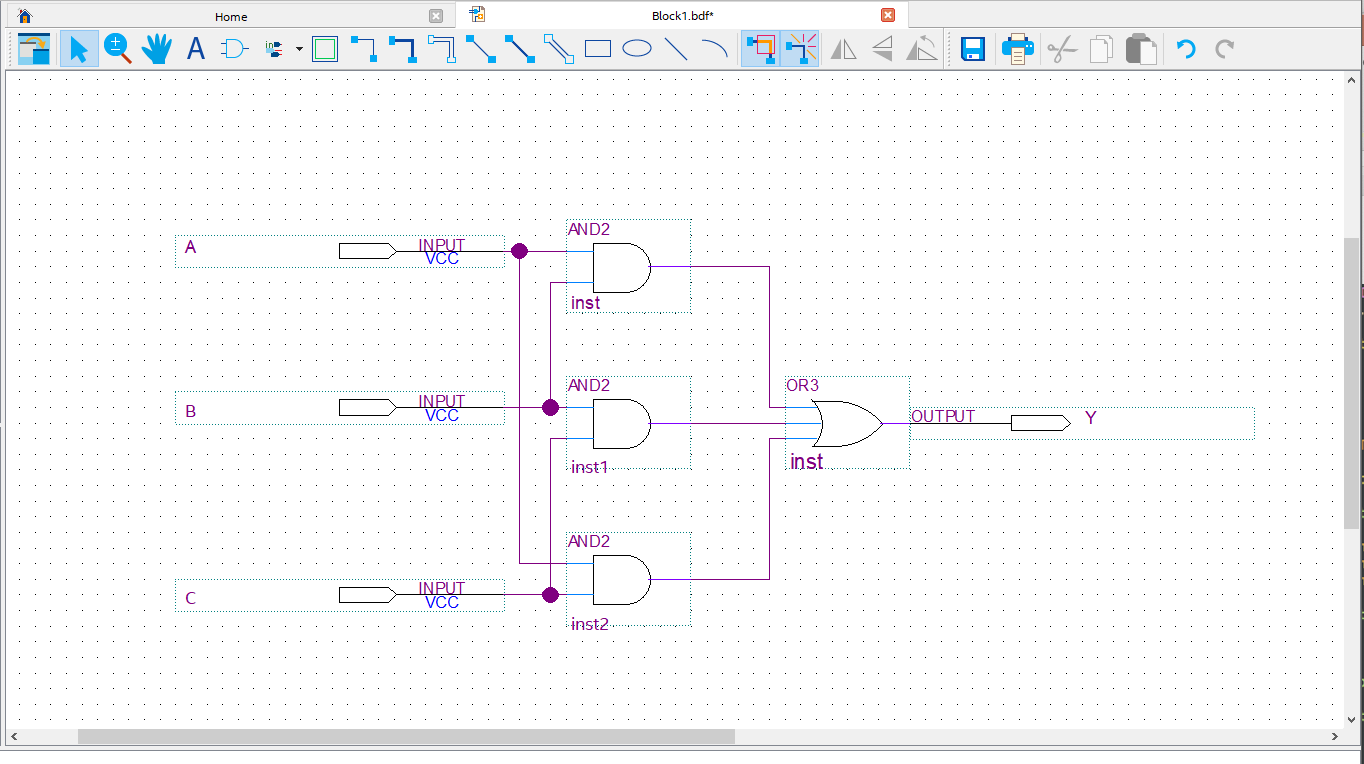 Home
Block1.bdf*
A
A INPUT
VCC
AND2
inst
B INPUT
VCC
AND2
inst1
OR3
inst
OUTPUT Y
C INPUT
VCC
AND2
inst2